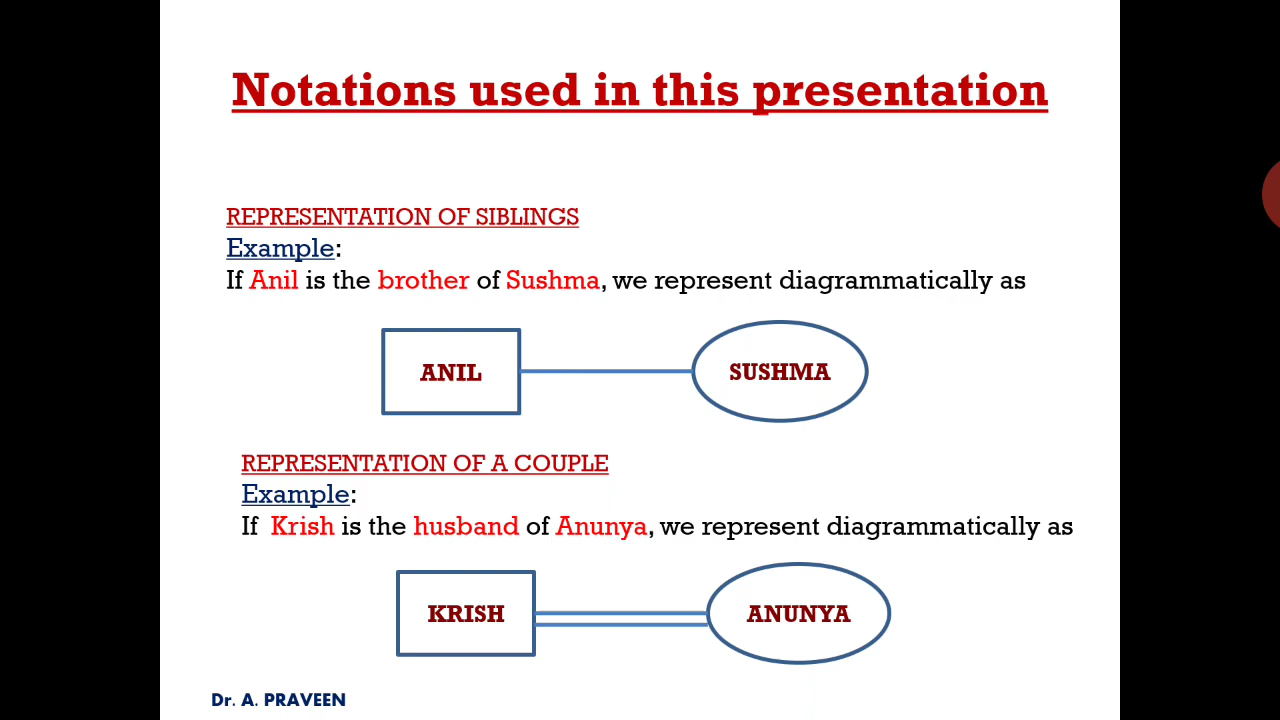 Notations used in this presentation
REPRESENTATION OF SIBLINGS
Example:
If Anil is the brother of Sushma, we represent diagrammatically as
ANIL
SUSHMA
REPRESENTATION OF A COUPLE
Example:
If Krish is the husband of Anunya, we represent diagrammatically as
KRISH
ANUNYA
Dr. A. PRAVEEN